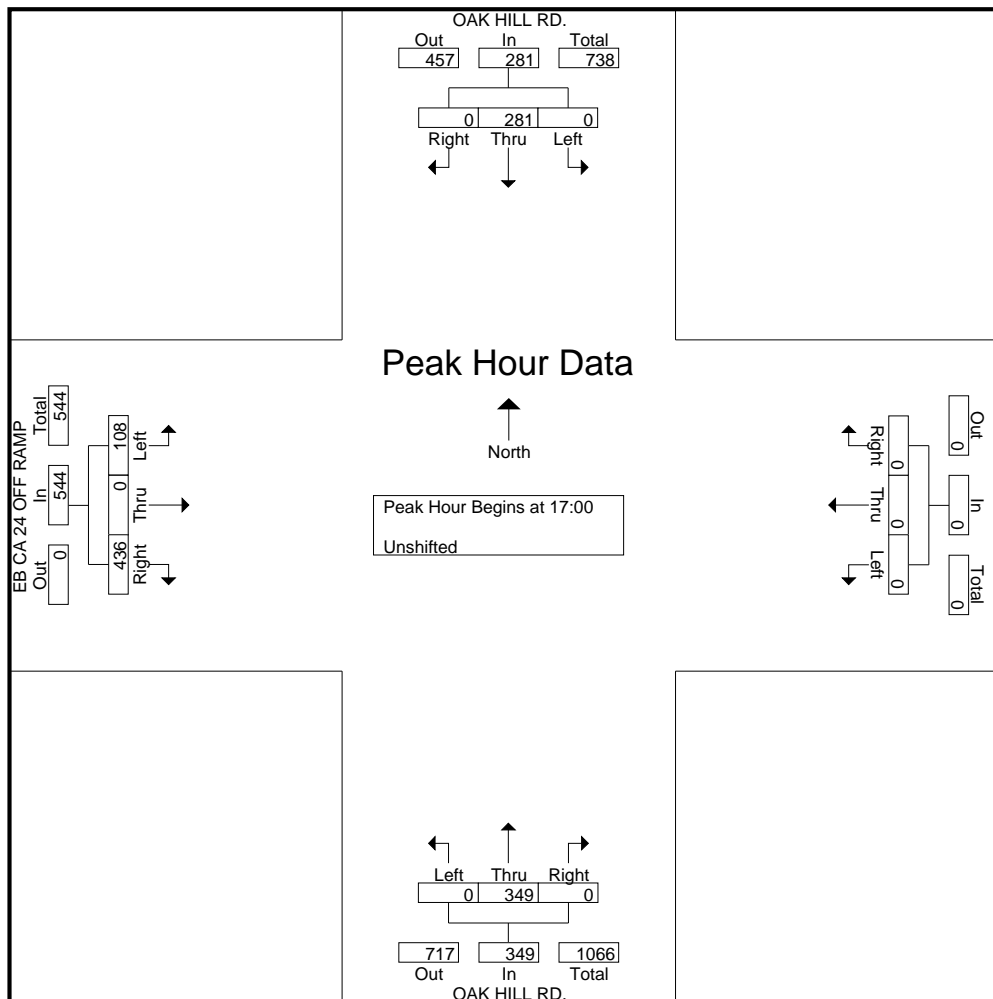 OAK HILL RD.
Out In Total
457 281 738
0 281 0
Right Thru Left
Peak Hour Data
North
Peak Hour Begins at 17:00
Unshifted
EB CA 24 OFF RAMP
Total In Out
544 544 0
108 0 436
Left Thru Right
Out In Total
0 0 0
Right Thru Left
0 0 0
Left Thru Right
0 349 0
717 349 1066
Out In Total
OAK HILL RD.